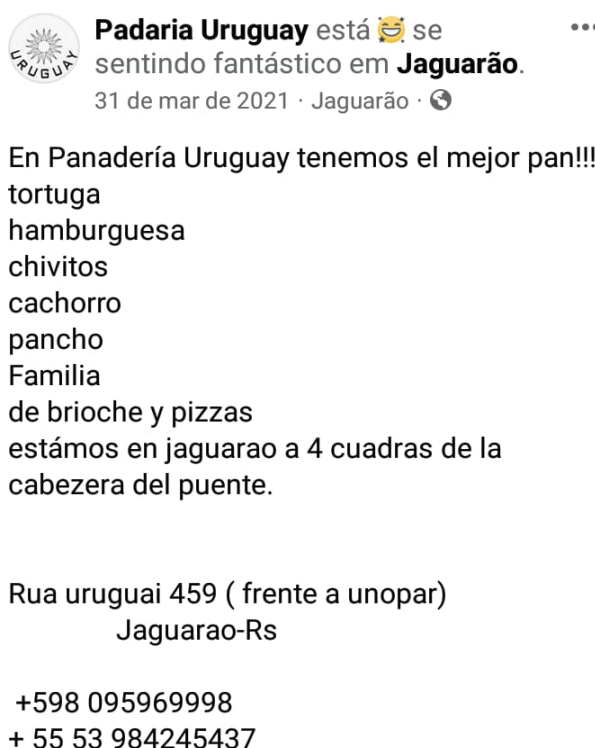 URUGUAY
Padaria Uruguay está 😆 se
sentindo fantástico em Jaguarão.
31 de mar de 2021 · Jaguarão ·
En Panadería Uruguay tenemos el mejor pan!!!
tortuga
hamburguesa
chivitos
cachorro
pancho
Familia
de brioche y pizzas
estámos en jaguarao a 4 cuadras de la
cabezera del puente.
Rua uruguai 459 ( frente a unopar)
Jaguarao-Rs
+598 095969998
+ 55 53 984245437